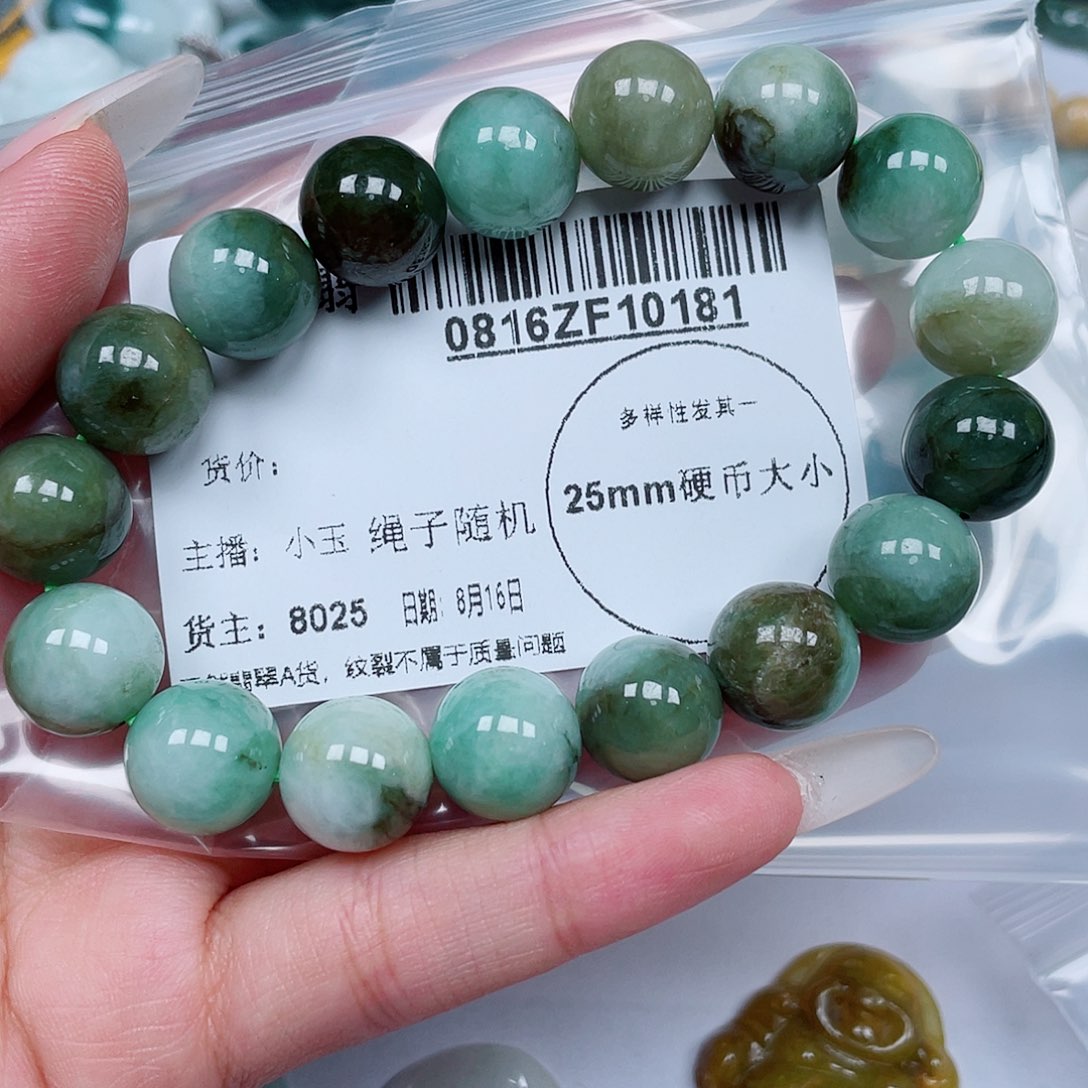 翡
0816ZF10181
多样性发其一
25mm硬币大小
货价：
主播：小玉 绳子随机
货主：8025 日期：8月16日
翡翠A货，纹裂不属于质量问题